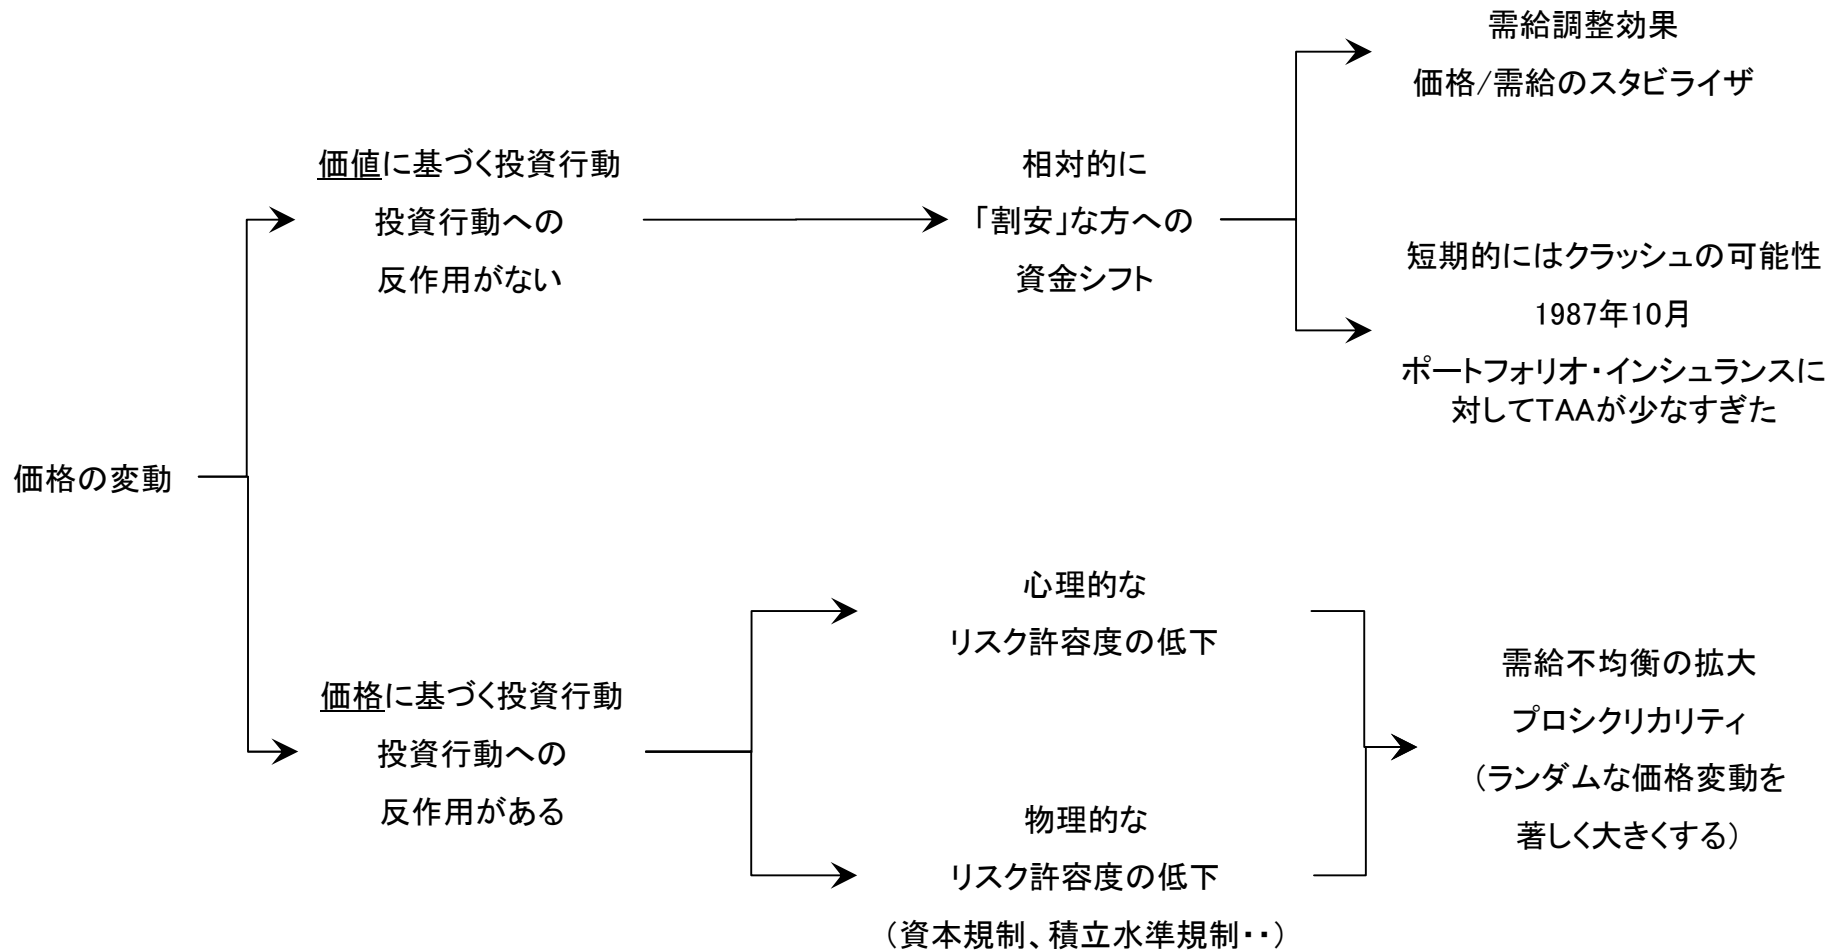 価格の変動
価値に基づく投資行動
投資行動への
反作用がない
相対的に
「割安」な方への
資金シフト
需給調整効果
価格/需給のスタビライザ
短期的にはクラッシュの可能性
1987年10月
ポートフォリオ・インシュランスに
対してTAAが少なすぎた
価格に基づく投資行動
投資行動への
反作用がある
心理的な
リスク許容度の低下
物理的な
リスク許容度の低下
（資本規制、積立水準規制・・）
需給不均衡の拡大
プロシクリカリティ
（ランダムな価格変動を
著しく大きくする）